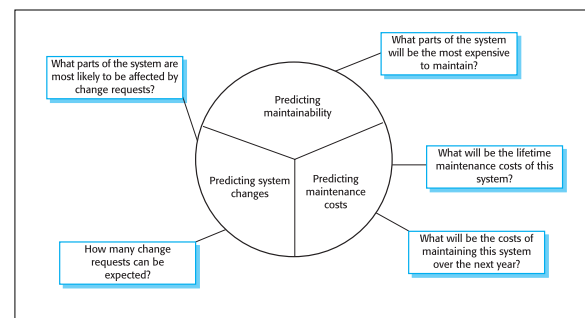 What parts of the system
will be the most expensive
to maintain?
What parts of the system are
most likely to be affected by
change requests?
Predicting
maintainability
What will be the lifetime
maintenance costs of this
system?
Predicting system
changes
Predicting
maintenance
costs
What will be the costs of
maintaining this system
over the next year?
How many change
requests can be
expected?